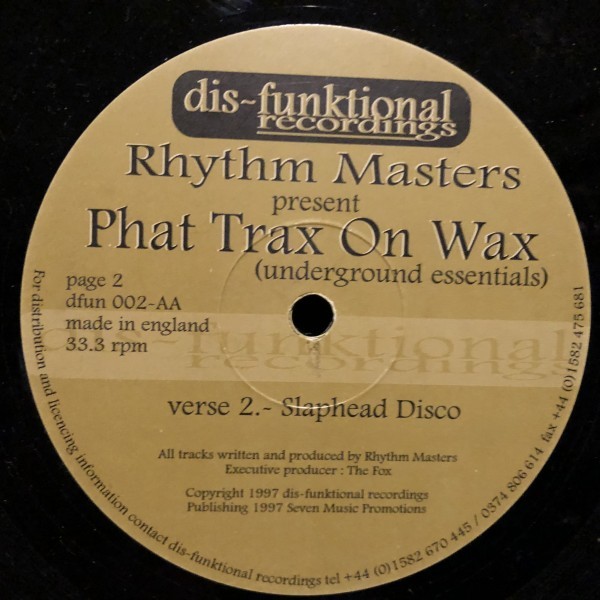 dis-funktional
recordings
Rhythm Masters
present
Phat Trax On Wax
(underground essentials)
page 2
dfun 002-AA
made in england
33.3 rpm
dis-funktional
recordings
verse 2.- Slaphead Disco
All tracks written and produced by Rhythm Masters
Executive producer : The Fox
Copyright 1997 dis-funktional recordings
Publishing 1997 Seven Music Promotions
For distribution and licencing information contact dis-funktional recordings tel +44 (0)1582 670 445 / 0374 806 614 fax +44 (0)1582 475 681